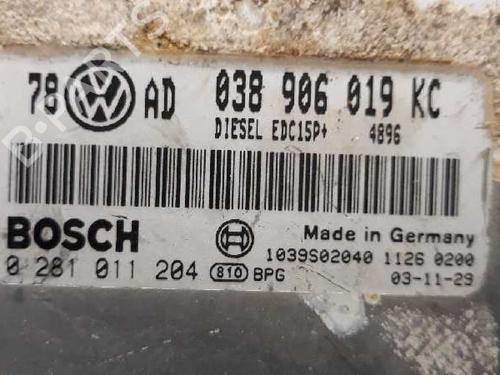 78 AD 038 906 019 KC
DIESEL EDC15P+ 4896
BOSCH
Made in Germany
1039S02040 1126 0200
0 281 011 204 810 BPG
03-11-29